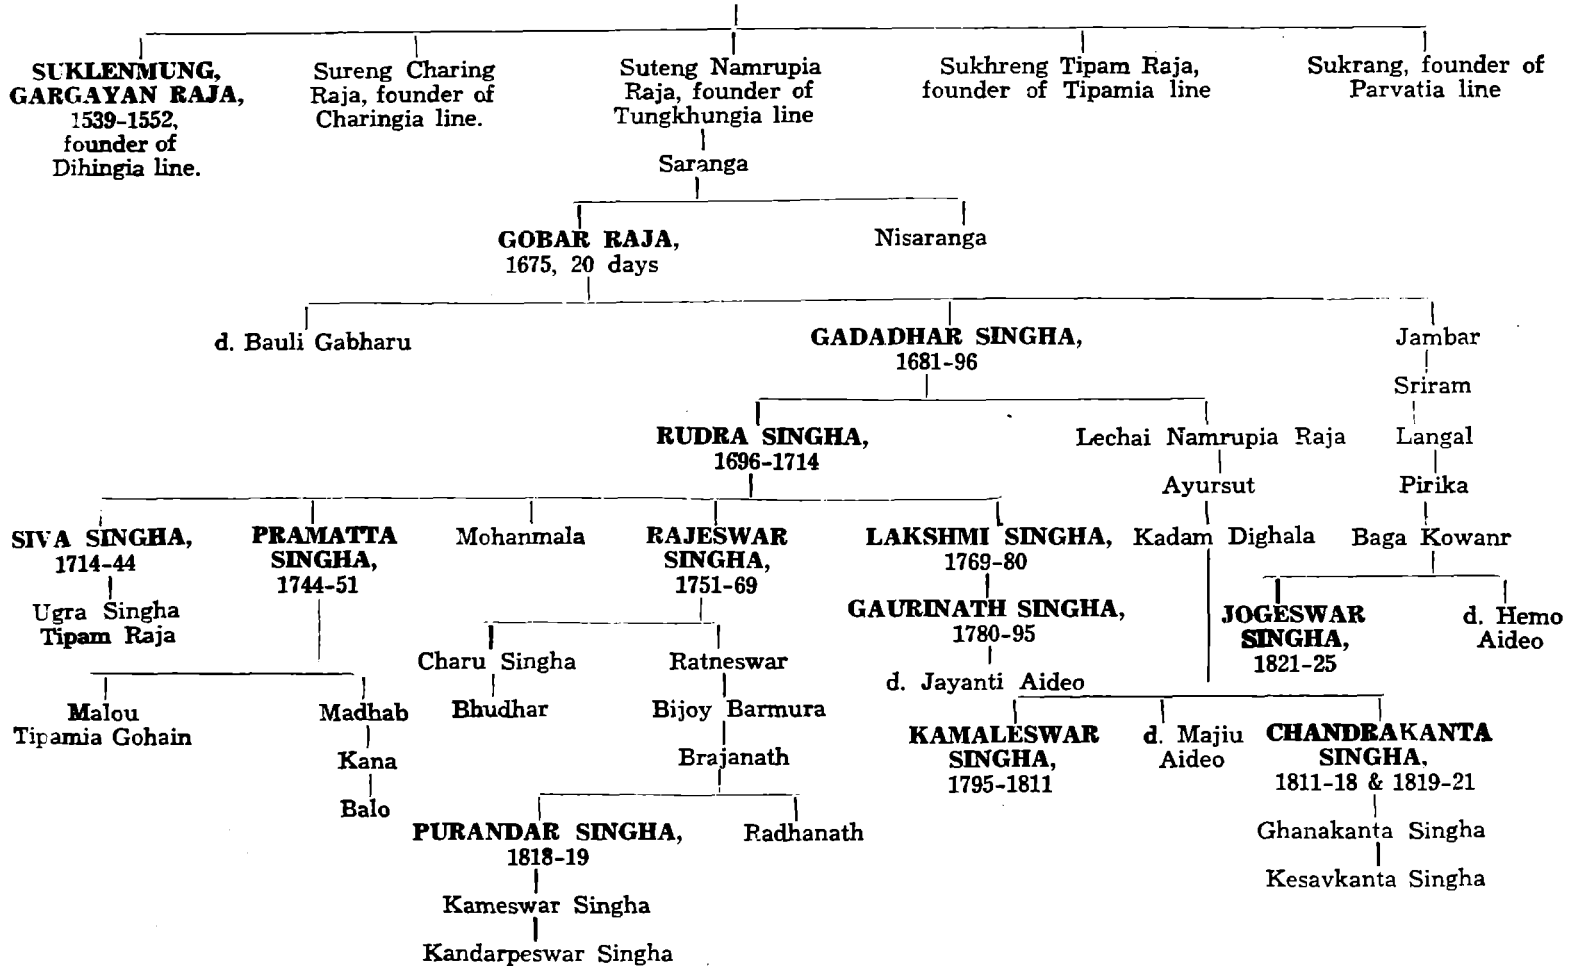 SUKLENMUNG,
GARGAYAN RAJA,
1539-1552,
founder of
Dihingia line.
Sureng Charing
Raja, founder of
Charingia line.
Suteng Namrupia
Raja, founder of
Tungkhungia line
Sukhreng Tipam Raja,
founder of Tipamia line
Sukrang, founder of
Parvatia line
Saranga
GOBAR RAJA,
1675, 20 days
Nisaranga
d. Bauli Gabharu
GADADHAR SINGHA,
1681-96
Jambar
Sriram
RUDRA SINGHA,
1696-1714
Lechai Namrupia Raja
Langal
Ayursut
Pirika
SIVA SINGHA,
1714-44
Ugra Singha
Tipam Raja
PRAMATTA
SINGHA,
1744-51
Mohanmala
RAJESWAR
SINGHA,
1751-69
LAKSHMI SINGHA,
1769-80
GAURINATH SINGHA,
1780-95
d. Jayanti Aideo
Kadam Dighala
Baga Kowanr
JOGESWAR
SINGHA,
1821-25
d. Hemo
Aideo
Charu Singha
Bhudhar
Ratneswar
Bijoy Barmura
Brajanath
Malou
Tipamia Gohain
Madhab
Kana
Balo
KAMALESWAR
SINGHA,
1795-1811
d. Majiu
Aideo
CHANDRAKANTA
SINGHA,
1811-18 & 1819-21
Ghanakanta Singha
Kesavkanta Singha
PURANDAR SINGHA,
1818-19
Radhanath
Kameswar Singha
Kandarpeswar Singha